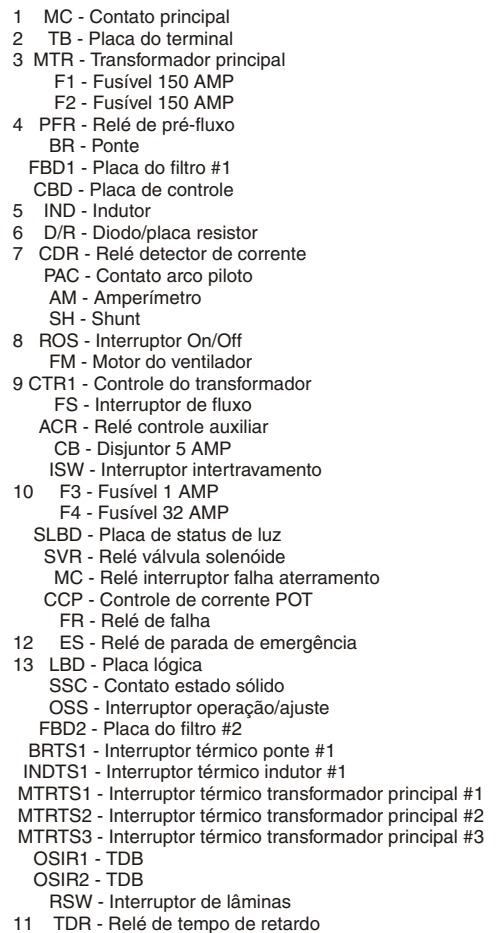 1 MC - Contato principal
2 TB - Placa do terminal
3 MTR - Transformador principal
F1 - Fusível 150 AMP
F2 - Fusível 150 AMP
4 PFR - Relé de pré-fluxo
BR - Ponte
FBD1 - Placa do filtro #1
CBD - Placa de controle
5 IND - Indutor
6 D/R - Diodo/placa resistor
7 CDR - Relé detector de corrente
PAC - Contato arco piloto
AM - Amperímetro
SH - Shunt
8 ROS - Interruptor On/Off
FM - Motor do ventilador
9 CTR1 - Controle do transformador
FS - Interruptor de fluxo
ACR - Relé controle auxiliar
CB - Disjuntor 5 AMP
ISW - Interruptor intertravamento
10 F3 - Fusível 1 AMP
F4 - Fusível 32 AMP
SLBD - Placa de status de luz
SVR - Relé válvula solenóide
MC - Relé interruptor falha aterramento
CCP - Controle de corrente POT
FR - Relé de falha
12 ES - Relé de parada de emergência
13 LBD - Placa lógica
SSC - Contato estado sólido
OSS - Interruptor operação/ajuste
FBD2 - Placa do filtro #2
BRTS1 - Interruptor térmico ponte #1
INDTS1 - Interruptor térmico indutor #1
MTRTS1 - Interruptor térmico transformador principal #1
MTRTS2 - Interruptor térmico transformador principal #2
MTRTS3 - Interruptor térmico transformador principal #3
OSIR1 - TDB
OSIR2 - TDB
RSW - Interruptor de lâminas
11 TDR - Relé de tempo de retardo